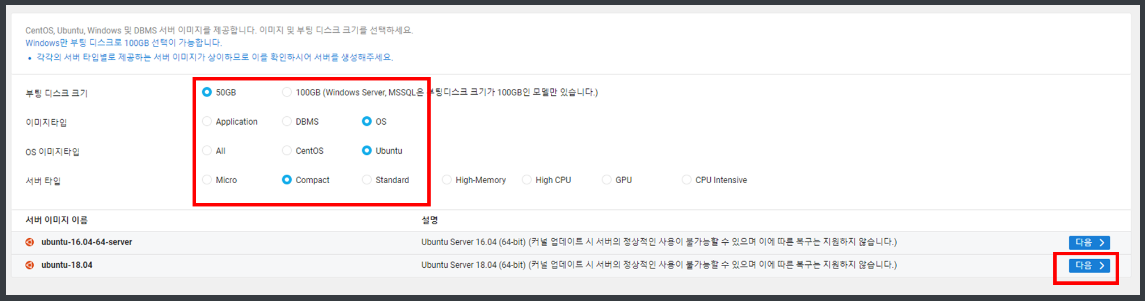 CentOS, Ubuntu, Windows 및 DBMS 서버 이미지를 제공합니다. 이미지 및 부팅 디스크 크기를 선택하세요.
Windows만 부팅 디스크로 100GB 선택이 가능합니다.
• 각각의 서버 타입별로 제공하는 서버 이미지가 상이하므로 이를 확인하시어 서버를 생성해주세요.
부팅 디스크 크기 50GB 100GB (Windows Server, MSSQL은 부팅디스크 크기가 100GB인 모델만 있습니다.)
이미지타입 Application DBMS OS
OS 이미지타입 All CentOS Ubuntu
서버 타입 Micro Compact Standard High-Memory High CPU GPU CPU Intensive
서버 이미지 이름 설명
ubuntu-16.04-64-server Ubuntu Server 16.04 (64-bit) (커널 업데이트 시 서버의 정상적인 사용이 불가능할 수 있으며 이에 따른 복구는 지원하지 않습니다.) 다음 >
ubuntu-18.04 Ubuntu Server 18.04 (64-bit) (커널 업데이트 시 서버의 정상적인 사용이 불가능할 수 있으며 이에 따른 복구는 지원하지 않습니다.) 다음 >